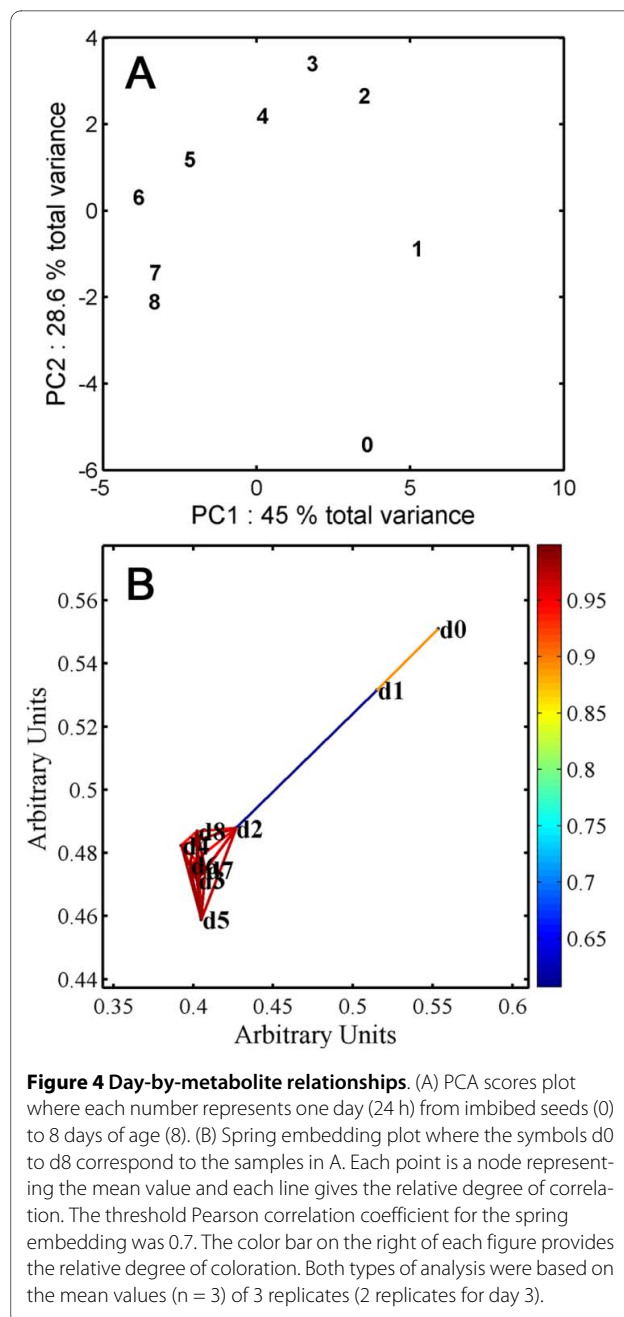 A
4
2
0
-2
-4
-6
PC2 : 28.6 % total variance
3
2
4
5
6
1
7
8
0
-5 0 5 10
PC1 : 45 % total variance
B
0.56
0.54
0.52
0.5
0.48
0.46
0.44
Arbitrary Units
d0
d1
d2
d8
d4
d6
d7
d3
d5
0.35 0.4 0.45 0.5 0.55 0.6
Arbitrary Units
0.95
0.9
0.85
0.8
0.75
0.7
0.65
Figure 4 Day-by-metabolite relationships. (A) PCA scores plot
where each number represents one day (24 h) from imbibed seeds (0)
to 8 days of age (8). (B) Spring embedding plot where the symbols d0
to d8 correspond to the samples in A. Each point is a node represent-
ing the mean value and each line gives the relative degree of correla-
tion. The threshold Pearson correlation coefficient for the spring
embedding was 0.7. The color bar on the right of each figure provides
the relative degree of coloration. Both types of analysis were based on
the mean values (n = 3) of 3 replicates (2 replicates for day 3).